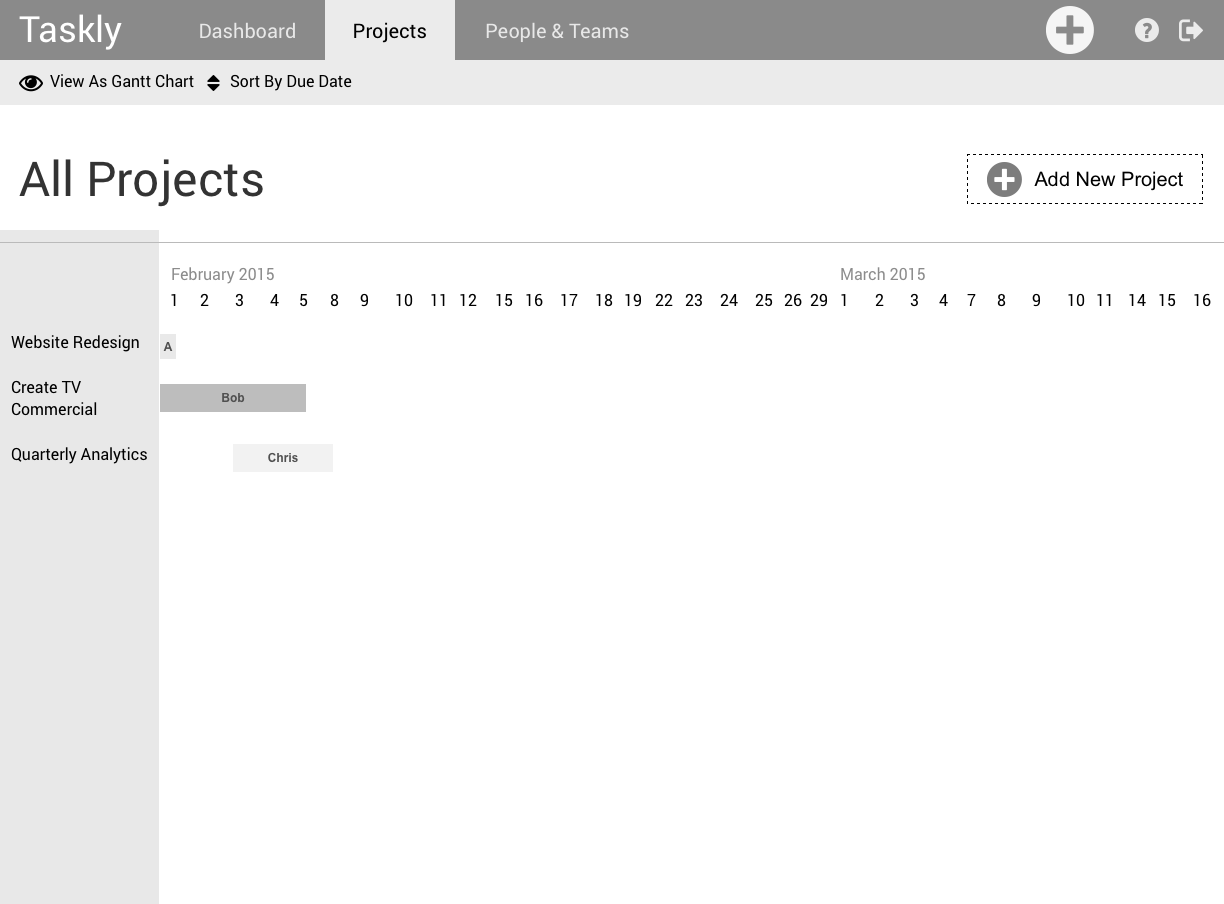 Taskly Dashboard Projects People & Teams ?
View As Gantt Chart Sort By Due Date
All Projects
Add New Project
February 2015 March 2015
1 2 3 4 5 8 9 10 11 12 15 16 17 18 19 22 23 24 25 26 29 1 2 3 4 7 8 9 10 11 14 15 16
Website Redesign A
Create TV
Commercial
Bob
Quarterly Analytics Chris